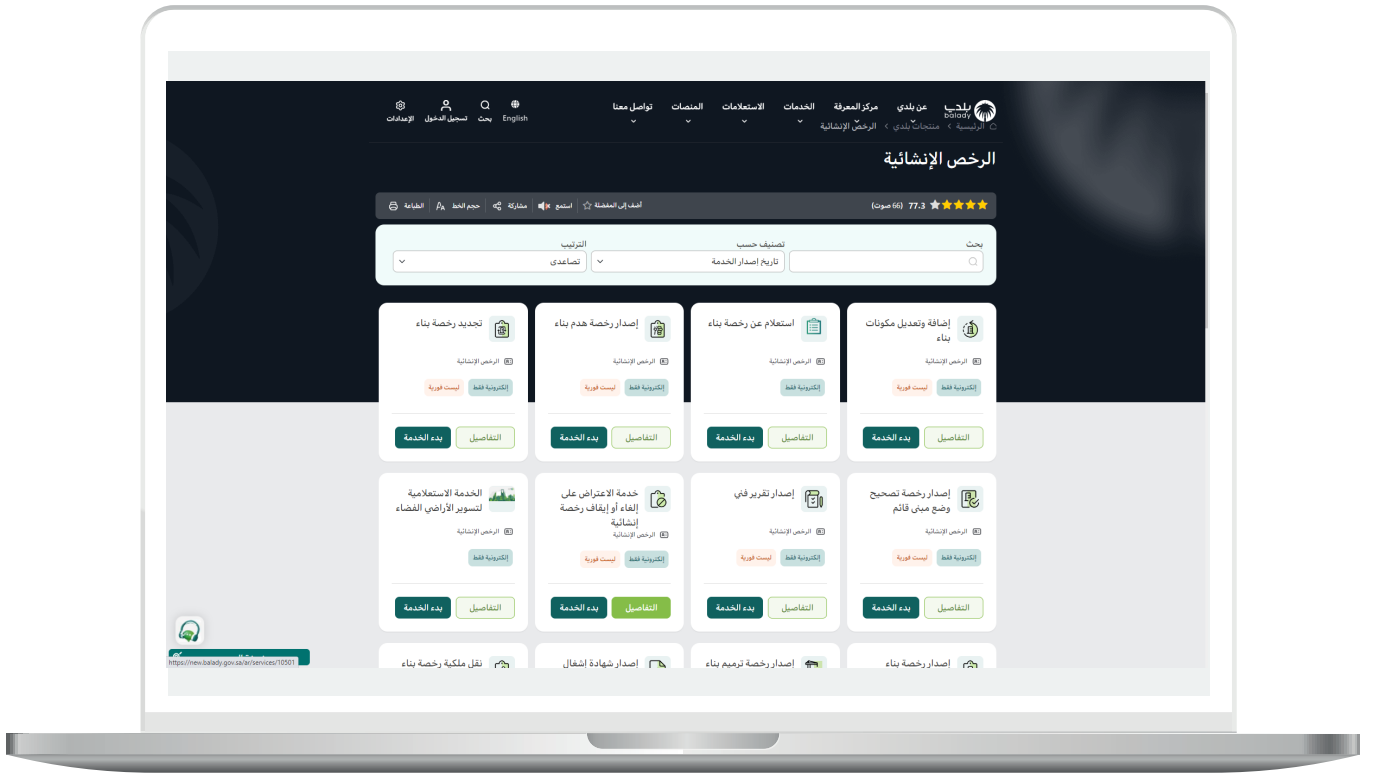 بلدي
balady
عن بلدي
مركز المعرفة
الخدمات
الاستعلامات
المنصات
تواصل معنا
English
بحث
تسجيل الدخول
الإعدادات
الرئيسية › منتجات بلدي › الرخص الإنشائية
الرخص الإنشائية
77.3 (66 صوت)
أضف إلى المفضلة
استمع
مشاركة
حجم الخط
الطباعة
بحث
تصنيف حسب
الترتيب
تاريخ إصدار الخدمة
تصاعدي
إضافة وتعديل مكونات
بناء
الرخص الإنشائية
إلكترونية فقط
ليست فورية
التفاصيل
بدء الخدمة
استعلام عن رخصة بناء
الرخص الإنشائية
إلكترونية فقط
التفاصيل
بدء الخدمة
إصدار رخصة هدم بناء
الرخص الإنشائية
إلكترونية فقط
ليست فورية
التفاصيل
بدء الخدمة
تجديد رخصة بناء
الرخص الإنشائية
إلكترونية فقط
ليست فورية
التفاصيل
بدء الخدمة
إصدار رخصة تصحيح
وضع مبنى قائم
الرخص الإنشائية
إلكترونية فقط
ليست فورية
التفاصيل
بدء الخدمة
إصدار تقرير فني
الرخص الإنشائية
إلكترونية فقط
ليست فورية
التفاصيل
بدء الخدمة
خدمة الاعتراض على
إلغاء أو إيقاف رخصة
إنشائية
الرخص الإنشائية
إلكترونية فقط
ليست فورية
التفاصيل
بدء الخدمة
الخدمة الاستعلامية
لتسوير الأراضي الفضاء
الرخص الإنشائية
إلكترونية فقط
التفاصيل
بدء الخدمة
إصدار رخصة بناء
إصدار رخصة ترميم بناء
إصدار شهادة إشغال
نقل ملكية رخصة بناء
https://new.balady.gov.sa/ar/services/10501